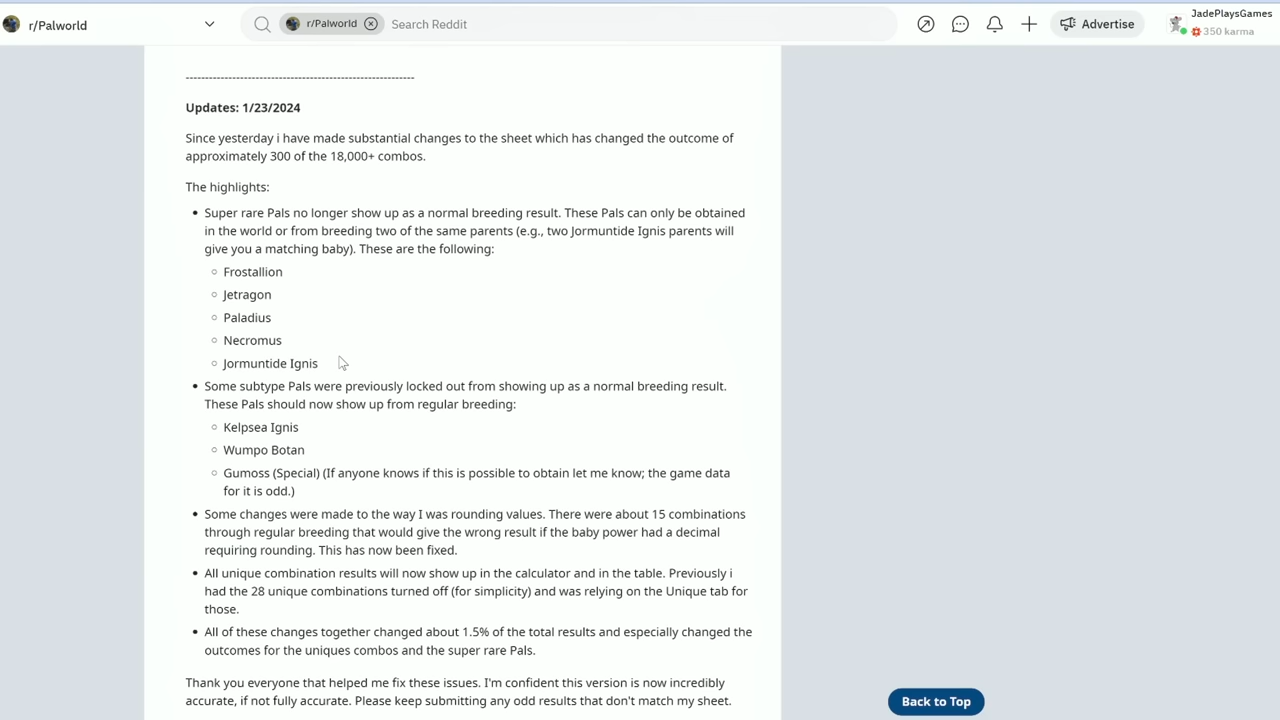 r/Palworld
r/Palworld
Search Reddit
Advertise
JadePlaysGames
350 karma
------------------------------------------------------------
Updates: 1/23/2024
Since yesterday i have made substantial changes to the sheet which has changed the outcome of
approximately 300 of the 18,000+ combos.
The highlights:
Super rare Pals no longer show up as a normal breeding result. These Pals can only be obtained
in the world or from breeding two of the same parents (e.g., two Jormuntide Ignis parents will
give you a matching baby). These are the following:
Frostallion
Jetragon
Paladius
Necromus
Jormuntide Ignis
Some subtype Pals were previously locked out from showing up as a normal breeding result.
These Pals should now show up from regular breeding:
Kelpsea Ignis
Wumpo Botan
Gumoss (Special) (If anyone knows if this is possible to obtain let me know; the game data
for it is odd.)
Some changes were made to the way I was rounding values. There were about 15 combinations
through regular breeding that would give the wrong result if the baby power had a decimal
requiring rounding. This has now been fixed.
All unique combination results will now show up in the calculator and in the table. Previously i
had the 28 unique combinations turned off (for simplicity) and was relying on the Unique tab for
those.
All of these changes together changed about 1.5% of the total results and especially changed the
outcomes for the uniques combos and the super rare Pals.
Thank you everyone that helped me fix these issues. I'm confident this version is now incredibly
accurate, if not fully accurate. Please keep submitting any odd results that don't match my sheet.
Back to Top